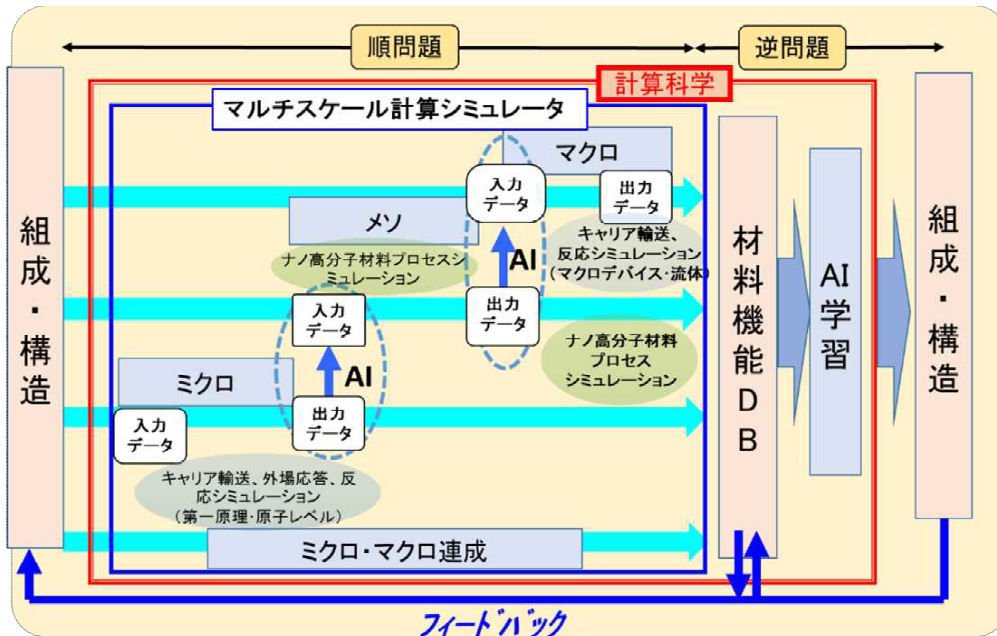 順問題
逆問題
計算科学
マルチスケール計算シミュレータ
マクロ
入力
データ
出力
データ
メソ
キャリア輸送、
反応シミュレーション
(マクロデバイス・流体)
ナノ高分子材料プロセスシ
ミュレーション
AI
入力
データ
出力
データ
ナノ高分子材料
プロセス
シミュレーション
ミクロ
AI
入力
データ
出力
データ
キャリア輸送、外場応答、反
応シミュレーション
(第一原理・原子レベル)
ミクロ・マクロ連成
組成・構造
材料機能DB
AI学習
組成・構造
フィードバック